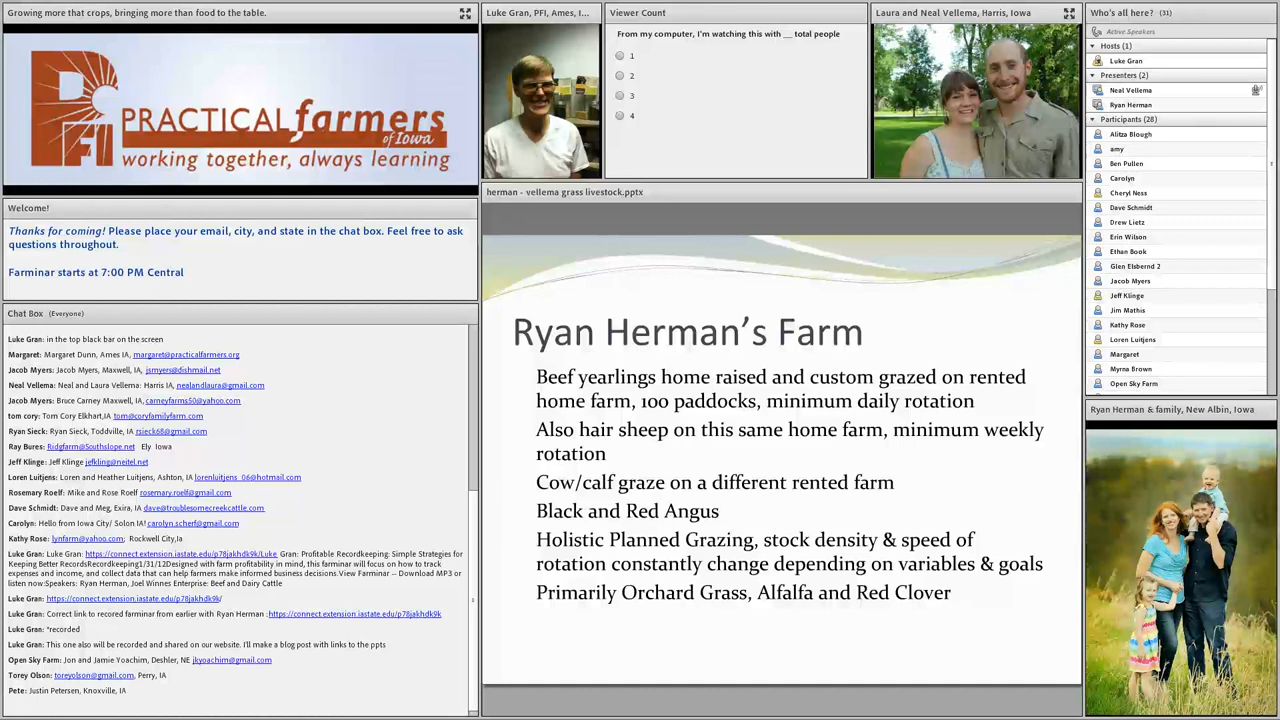 Growing more that crops, bringing more than food to the table.
PFI
PRACTICAL farmers
of Iowa
working together, always learning
Welcome!
Thanks for coming! Please place your email, city, and state in the chat box. Feel free to ask
questions throughout.
Farminar starts at 7:00 PM Central
Chat Box (Everyone)
Luke Gran: in the top black bar on the screen
Margaret: Margaret Dunn, Ames IA, margaret@practicalfarmers.org
Jacob Myers: Jacob Myers, Maxwell, IA, jsmyers@dishmail.net
Neal Vellema: Neal and Laura Vellema: Harris IA, nealandlaura@gmail.com
Jacob Myers: Bruce Carney Maxwell, IA, carneyfarms50@yahoo.com
tom cory: Tom Cory Elkhart,IA tom@coryfamilyfarm.com
Ryan Sieck: Ryan Sieck, Toddville, IA rsieck68@gmail.com
Ray Bures: Ridgfarm@Southslope.net Ely Iowa
Jeff Klinge: Jeff Klinge jefkling@neitel.net
Loren Luitjens: Loren and Heather Luitjens, Ashton, IA lorenluitjens_06@hotmail.com
Rosemary Roelf: Mike and Rose Roelf rosemary.roelf@gmail.com
Dave Schmidt: Dave and Meg, Exira, IA dave@troublesomecreekcattle.com
Carolyn: Hello from Iowa City/ Solon IA! carolyn.scherf@gmail.com
Kathy Rose: lynfarm@yahoo.com; Rockwell City,Ia
Luke Gran: Luke Gran: https://connect.extension.iastate.edu/p78jakhdk9k/Luke Gran: Profitable Recordkeeping: Simple Strategies for
Keeping Better RecordsRecordkeeping1/31/12Designed with farm profitability in mind, this farminar will focus on how to track
expenses and income, and collect data that can help farmers make informed business decisions.View Farminar -- Download MP3 or
listen now:Speakers: Ryan Herman, Joel Winnes Enterprise: Beef and Dairy Cattle
Luke Gran: https://connect.extension.iastate.edu/p78jakhdk9k/
Luke Gran: Correct link to recored farminar from earlier with Ryan Herman :https://connect.extension.iastate.edu/p78jakhdk9k
Luke Gran: *recorded
Luke Gran: This one also will be recorded and shared on our website. I'll make a blog post with links to the ppts
Open Sky Farm: Jon and Jamie Yoachim, Deshler, NE jkyoachim@gmail.com
Torey Olson: toreyolson@gmail.com, Perry, IA
Pete: Justin Petersen, Knoxville, IA
Luke Gran, PFI, Ames, I...
Viewer Count
From my computer, I'm watching this with __ total people
1
2
3
4
Laura and Neal Vellema, Harris, Iowa
herman - vellema grass livestock.pptx
Ryan Herman's Farm
Beef yearlings home raised and custom grazed on rented
home farm, 100 paddocks, minimum daily rotation
Also hair sheep on this same home farm, minimum weekly
rotation
Cow/calf graze on a different rented farm
Black and Red Angus
Holistic Planned Grazing, stock density & speed of
rotation constantly change depending on variables & goals
Primarily Orchard Grass, Alfalfa and Red Clover
Who's all here? (31)
Active Speakers
Hosts (1)
Luke Gran
Presenters (2)
Neal Vellema
Ryan Herman
Participants (28)
Alitza Blough
amy
Ben Pullen
Carolyn
Cheryl Ness
Dave Schmidt
Drew Lietz
Erin Wilson
Ethan Book
Glen Elsbernd 2
Jacob Myers
Jeff Klinge
Jim Mathis
Kathy Rose
Loren Luitjens
Margaret
Myrna Brown
Open Sky Farm
Ryan Herman & family, New Albin, Iowa